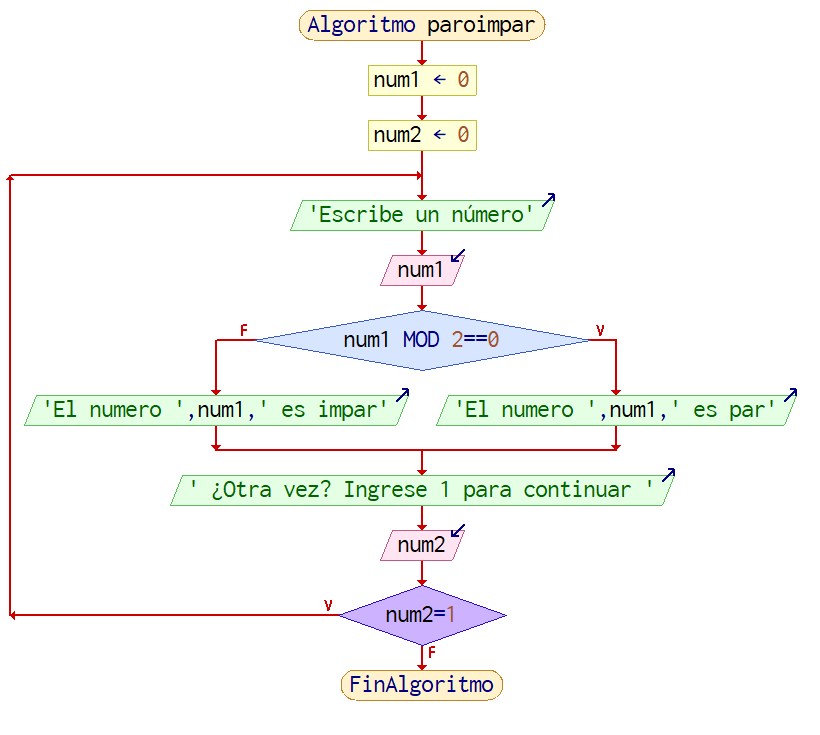 Algoritmo paroimpar
num1 ← 0
num2 ← 0
'Escribe un número'
num1
F
V
num1 MOD 2==0
'El numero ',num1,' es impar'
'El numero ',num1,' es par'
' ¿Otra vez? Ingrese 1 para continuar '
num2
V
num2=1
F
FinAlgoritmo